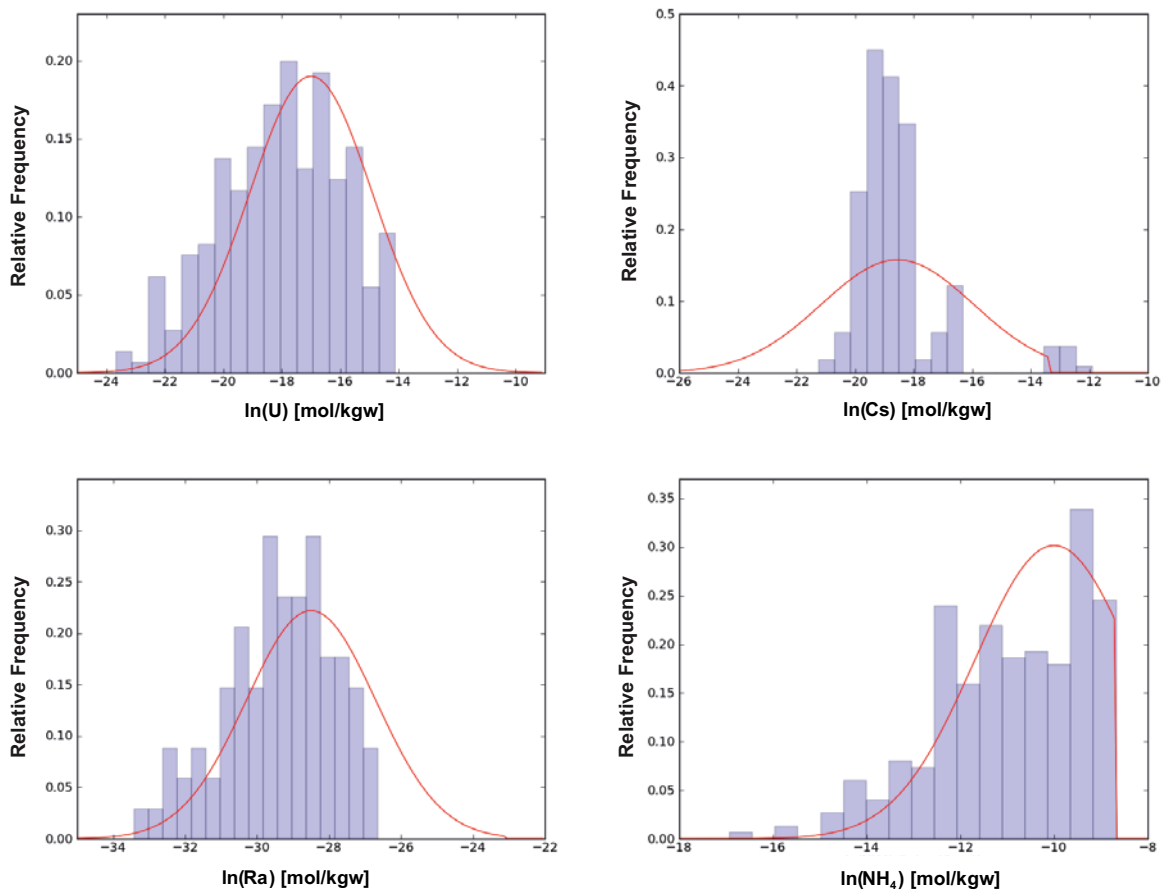 0.20
0.15
0.10
0.05
0.00
Relative Frequency
−24 −22 −20 −18 −16 −14 −12 −10
ln(U) [mol/kgw]
0.5
0.4
0.3
0.2
0.1
0.0
Relative Frequency
−26 −24 −22 −20 −18 −16 −14 −12 −10
ln(Cs) [mol/kgw]
0.30
0.25
0.20
0.15
0.10
0.05
0.00
Relative Frequency
−34 −32 −30 −28 −26 −24 −22
ln(Ra) [mol/kgw]
0.35
0.30
0.25
0.20
0.15
0.10
0.05
0.00
Relative Frequency
−18 −16 −14 −12 −10 −8
ln(NH₄) [mol/kgw]